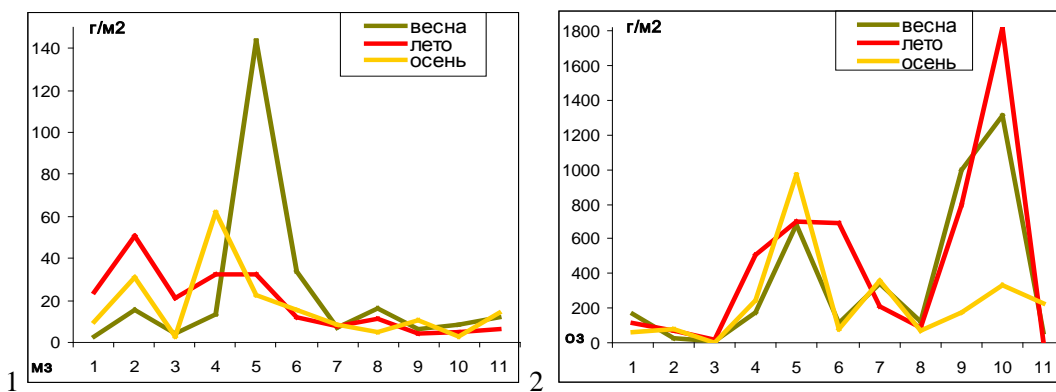 г/м2
весна
лето
осень
140
120
100
80
60
40
20
0
мз 1 2 3 4 5 6 7 8 9 10 11
1
г/м2
весна
лето
осень
1800
1600
1400
1200
1000
800
600
400
200
0
оз 1 2 3 4 5 6 7 8 9 10 11
2